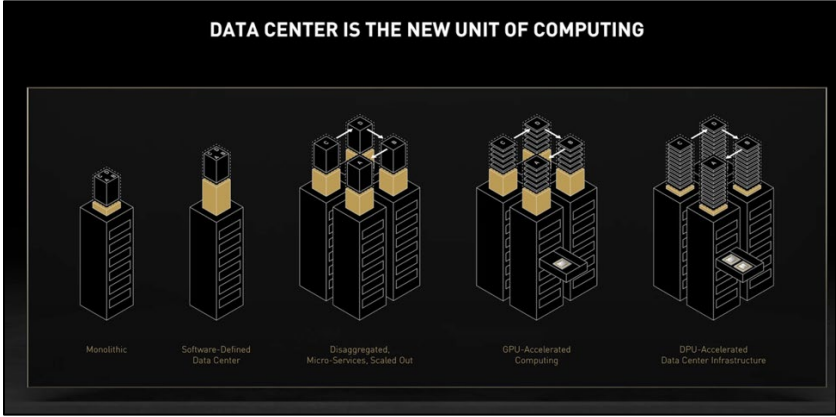 DATA CENTER IS THE NEW UNIT OF COMPUTING
Monolithic
Software-Defined
Data Center
Disaggregated,
Micro-Services, Scaled Out
GPU-Accelerated
Computing
DPU-Accelerated
Data Center Infrastructure